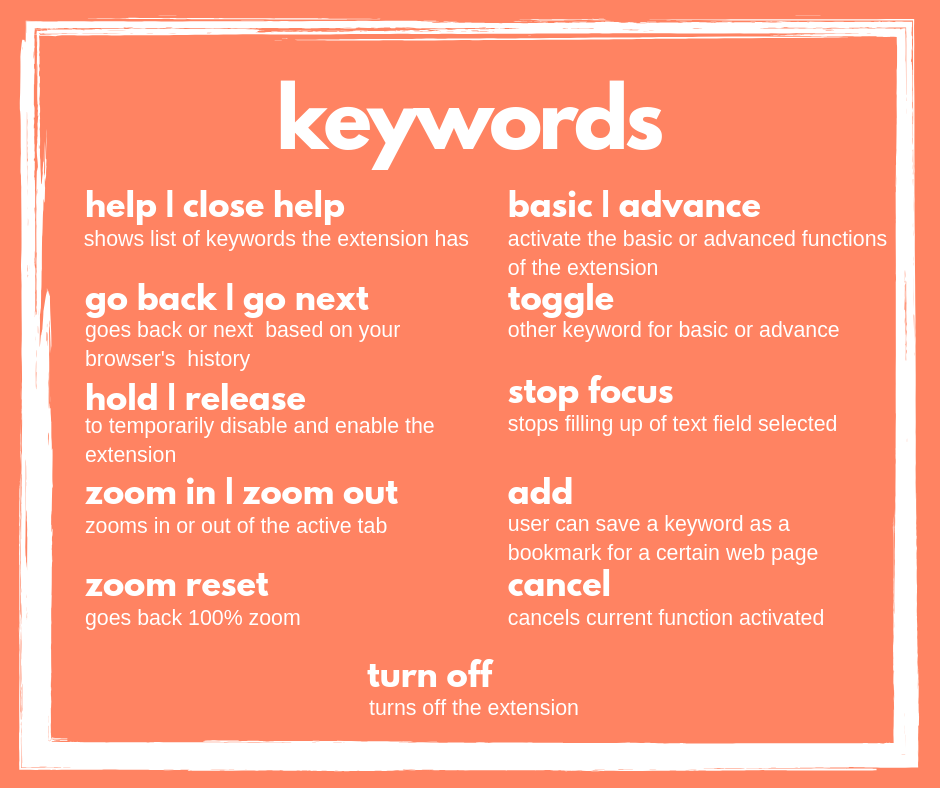 keywords
help | close help
shows list of keywords the extension has
go back | go next
goes back or next  based on your
browser's  history
hold | release
to temporarily disable and enable the
extension
zoom in | zoom out
zooms in or out of the active tab
zoom reset
goes back 100% zoom
basic | advance
activate the basic or advanced functions
of the extension
toggle
other keyword for basic or advance
stop focus
stops filling up of text field selected
add
user can save a keyword as a
bookmark for a certain web page
cancel
cancels current function activated
turn off
turns off the extension